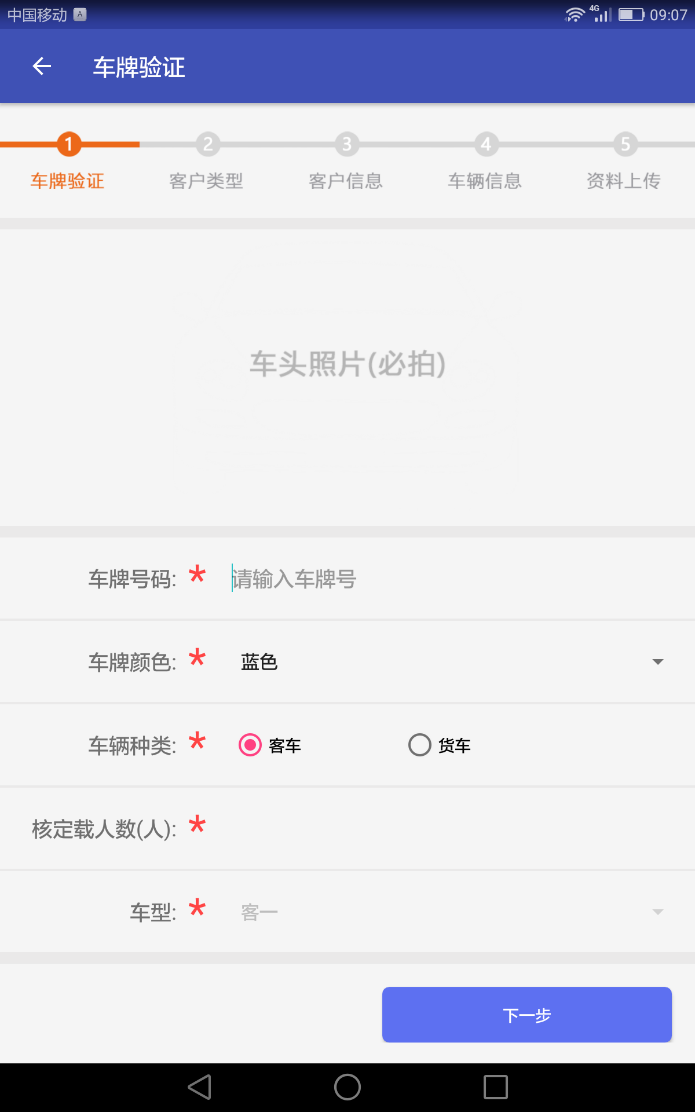 中国移动 A 4G 09:07
车牌验证
1 2 3 4 5
车牌验证 客户类型 客户信息 车辆信息 资料上传
车头照片(必拍)
车牌号码: * 请输入车牌号
车牌颜色: * 蓝色
车辆种类: * 客车 货车
核定载人数(人): *
车型: * 客一
下一步